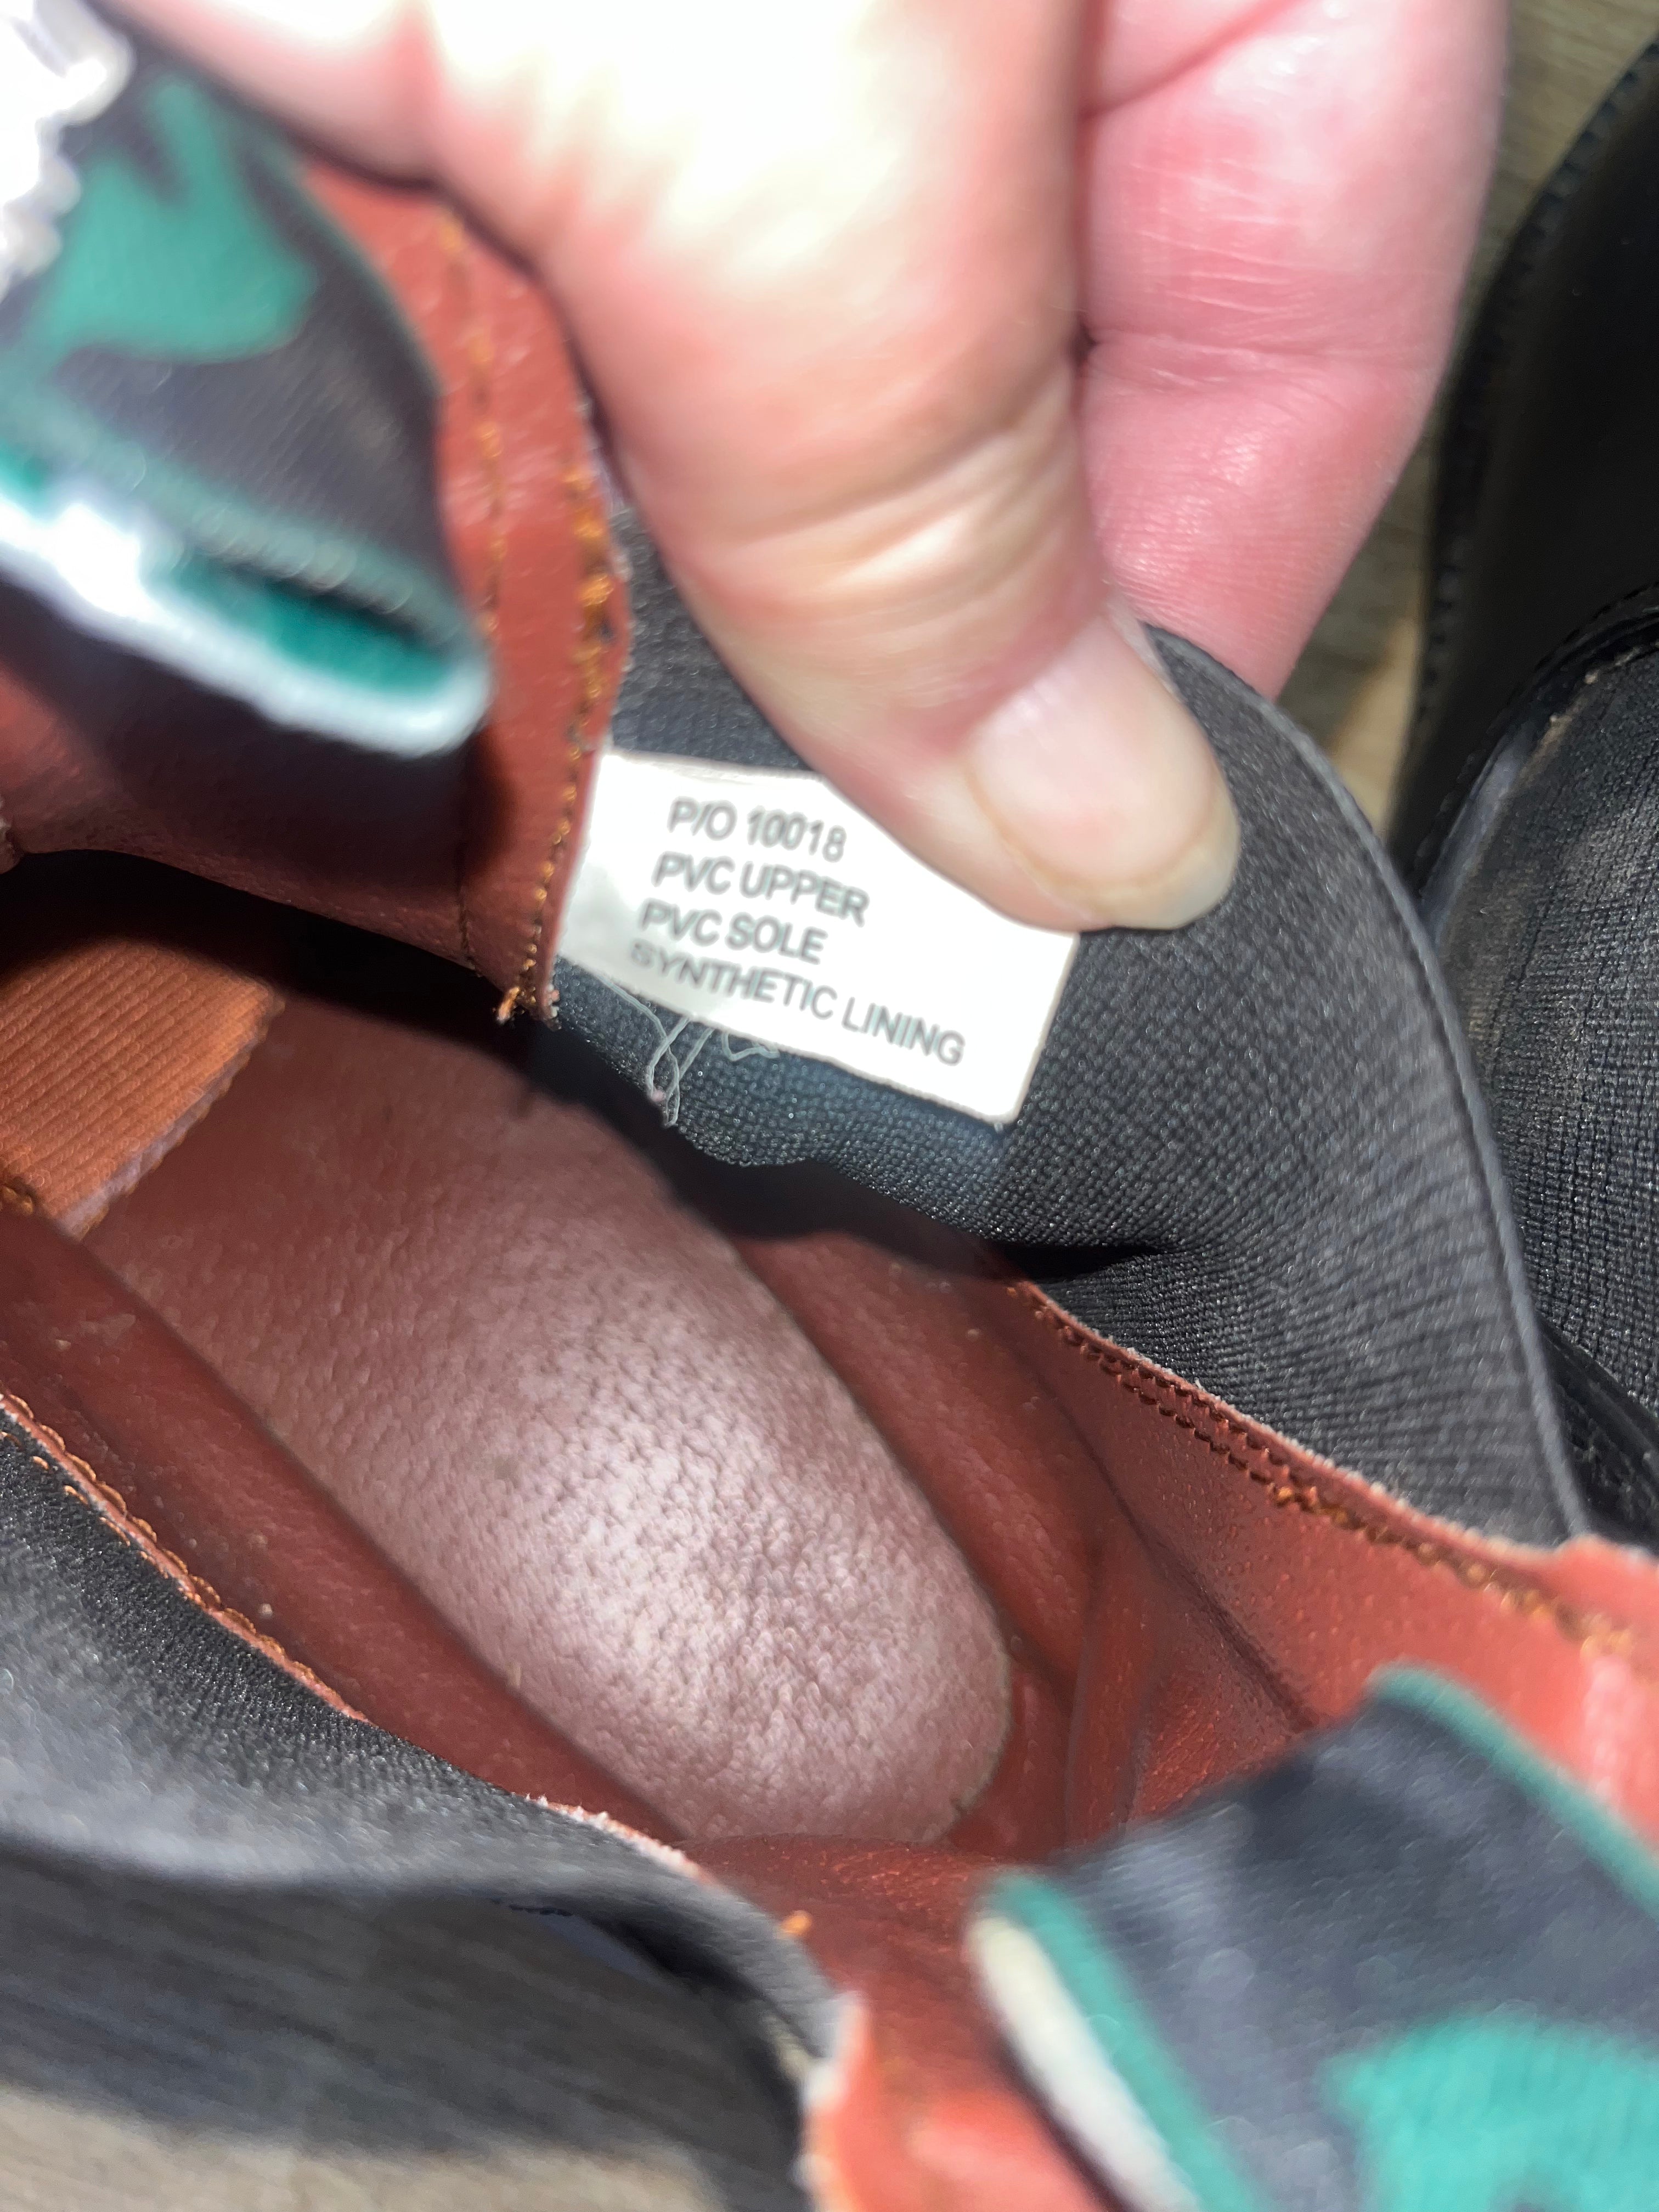 P/O 10018
PVC UPPER
PVC SOLE
SYNTHETIC LINING